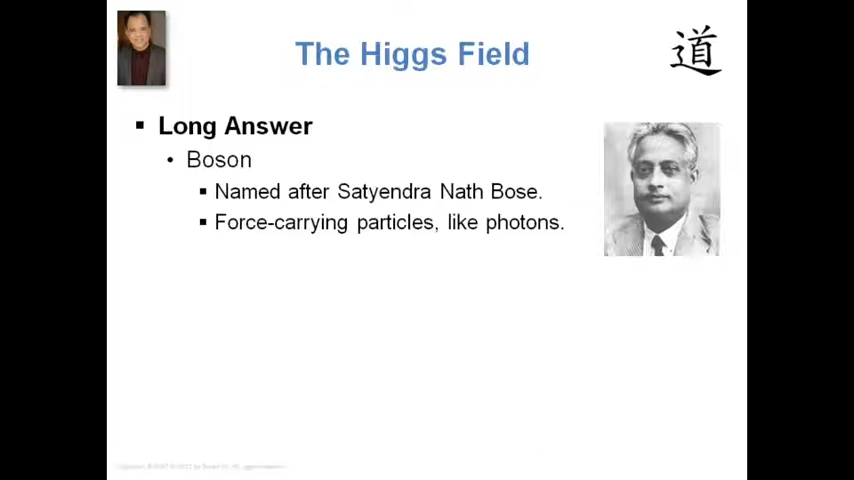 The Higgs Field
道
Long Answer
Boson
Named after Satyendra Nath Bose.
Force-carrying particles, like photons.